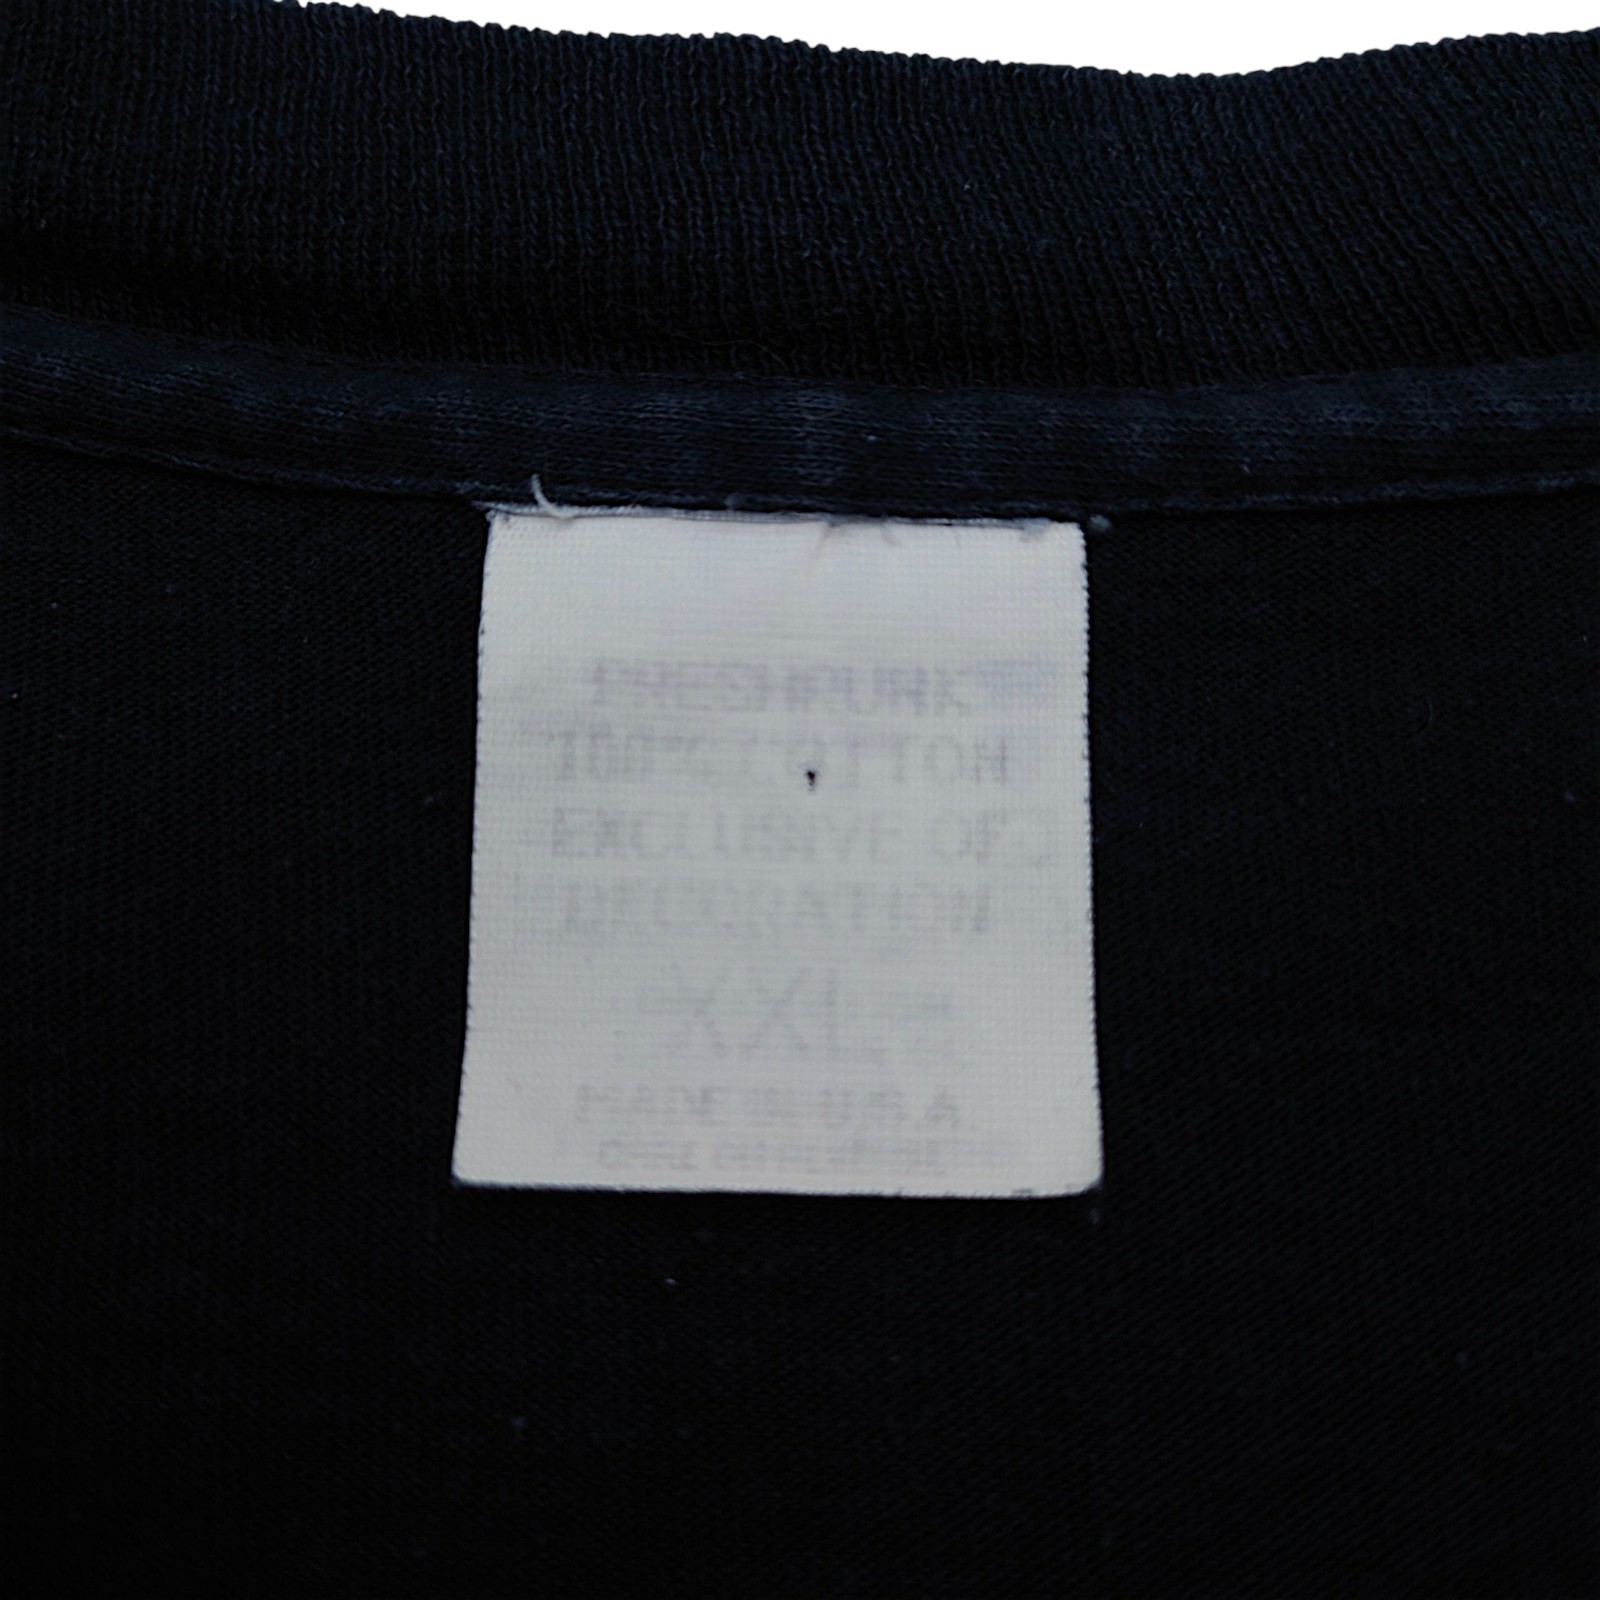 PRESHRUNK
100% COTTON
EXCLUSIVE OF
DECORATION
XXL
MADE IN U.S.A